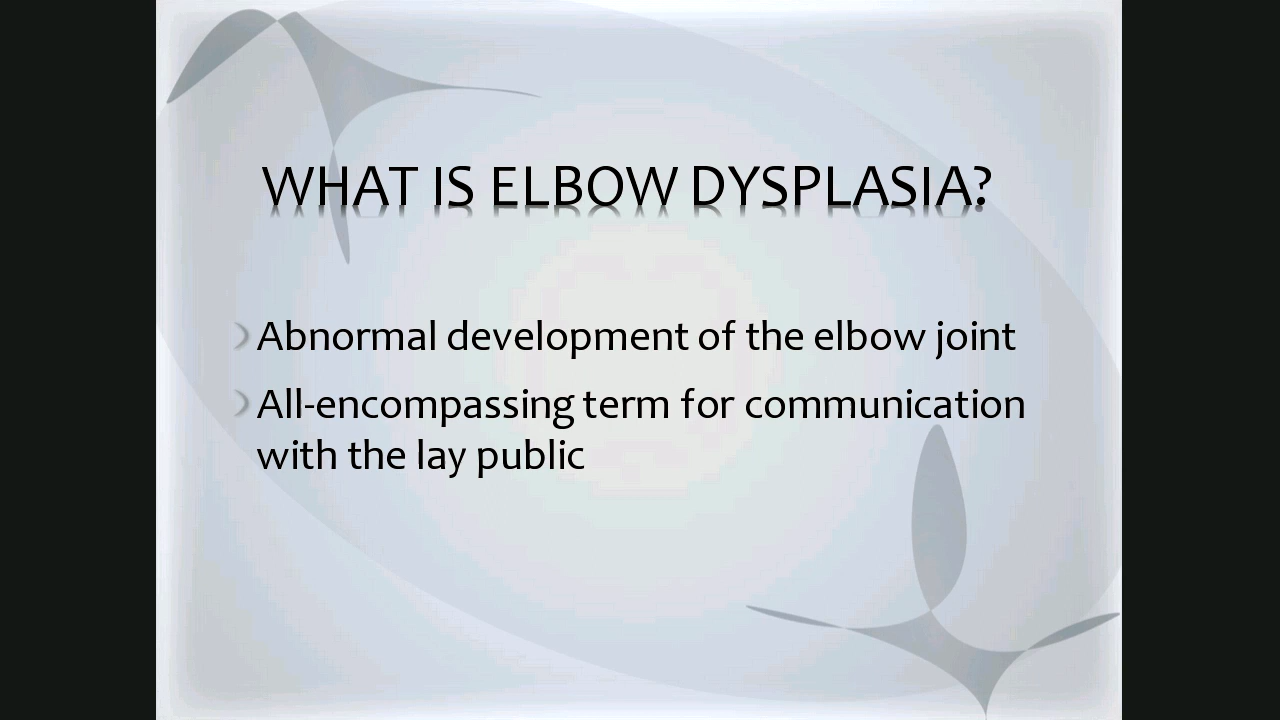 WHAT IS ELBOW DYSPLASIA?
Abnormal development of the elbow joint
All-encompassing term for communication
with the lay public